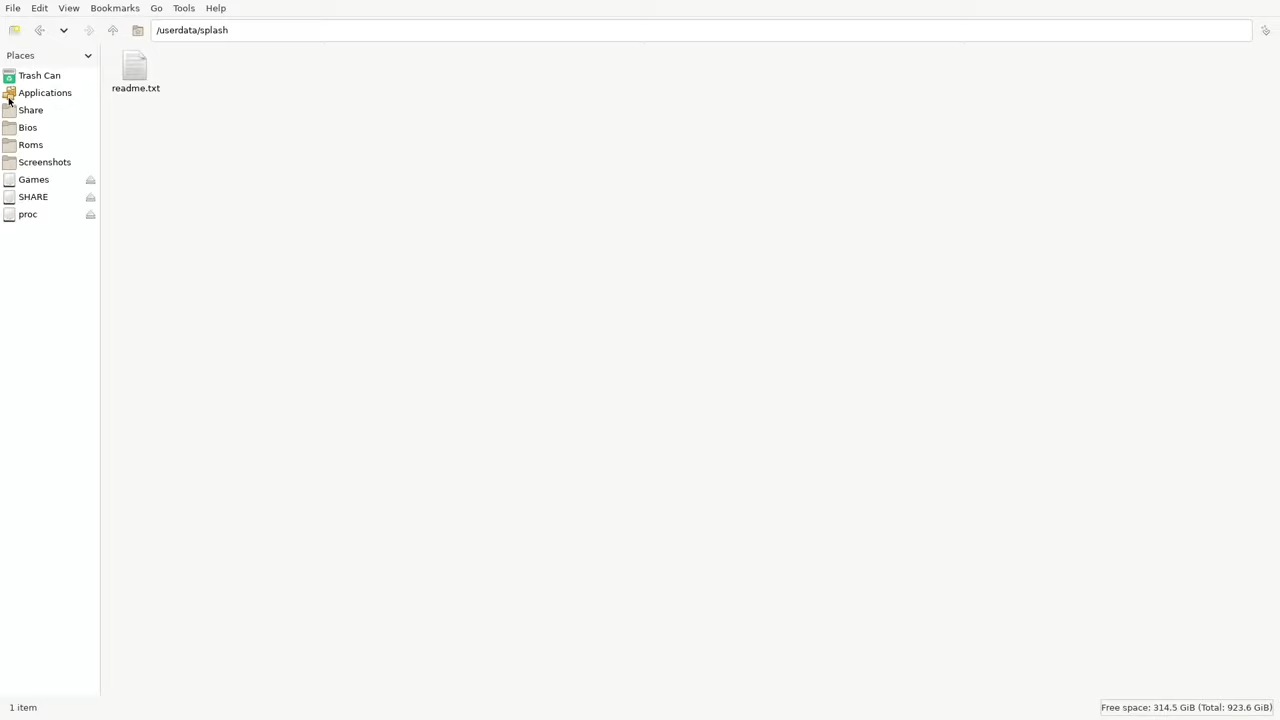 File Edit View Bookmarks Go Tools Help
/userdata/splash
Places
Trash Can
Applications
Share
Bios
Roms
Screenshots
Games
SHARE
proc
readme.txt
1 item
Free space: 314.5 GiB (Total: 923.6 GiB)